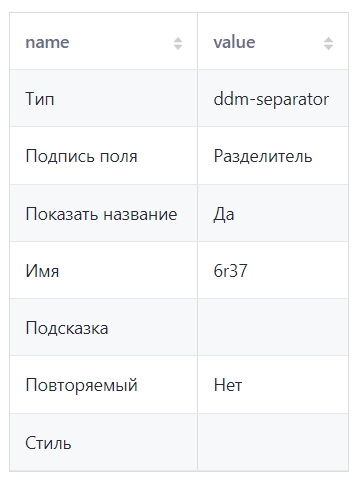 name value
Тип ddm-separator
Подпись поля Разделитель
Показать название Да
Имя 6r37
Подсказка
Повторяемый Нет
Стиль